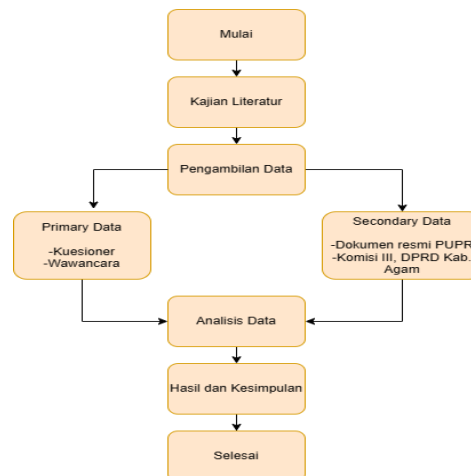 Mulai
Kajian Literatur
Pengambilan Data
Primary Data
-Kuesioner
-Wawancara
Secondary Data
-Dokumen resmi PUPR
-Komisi III, DPRD Kab.
Agam
Analisis Data
Hasil dan Kesimpulan
Selesai